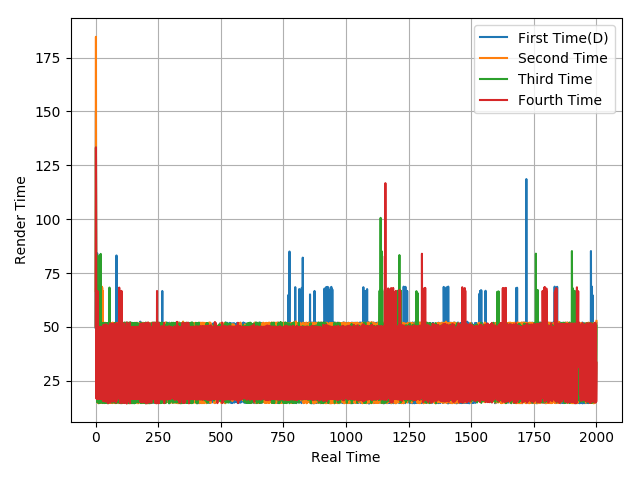 First Time(D)
Second Time
Third Time
Fourth Time
175
150
125
100
75
50
25
Render Time
0
250
500
750
1000
1250
1500
1750
2000
Real Time